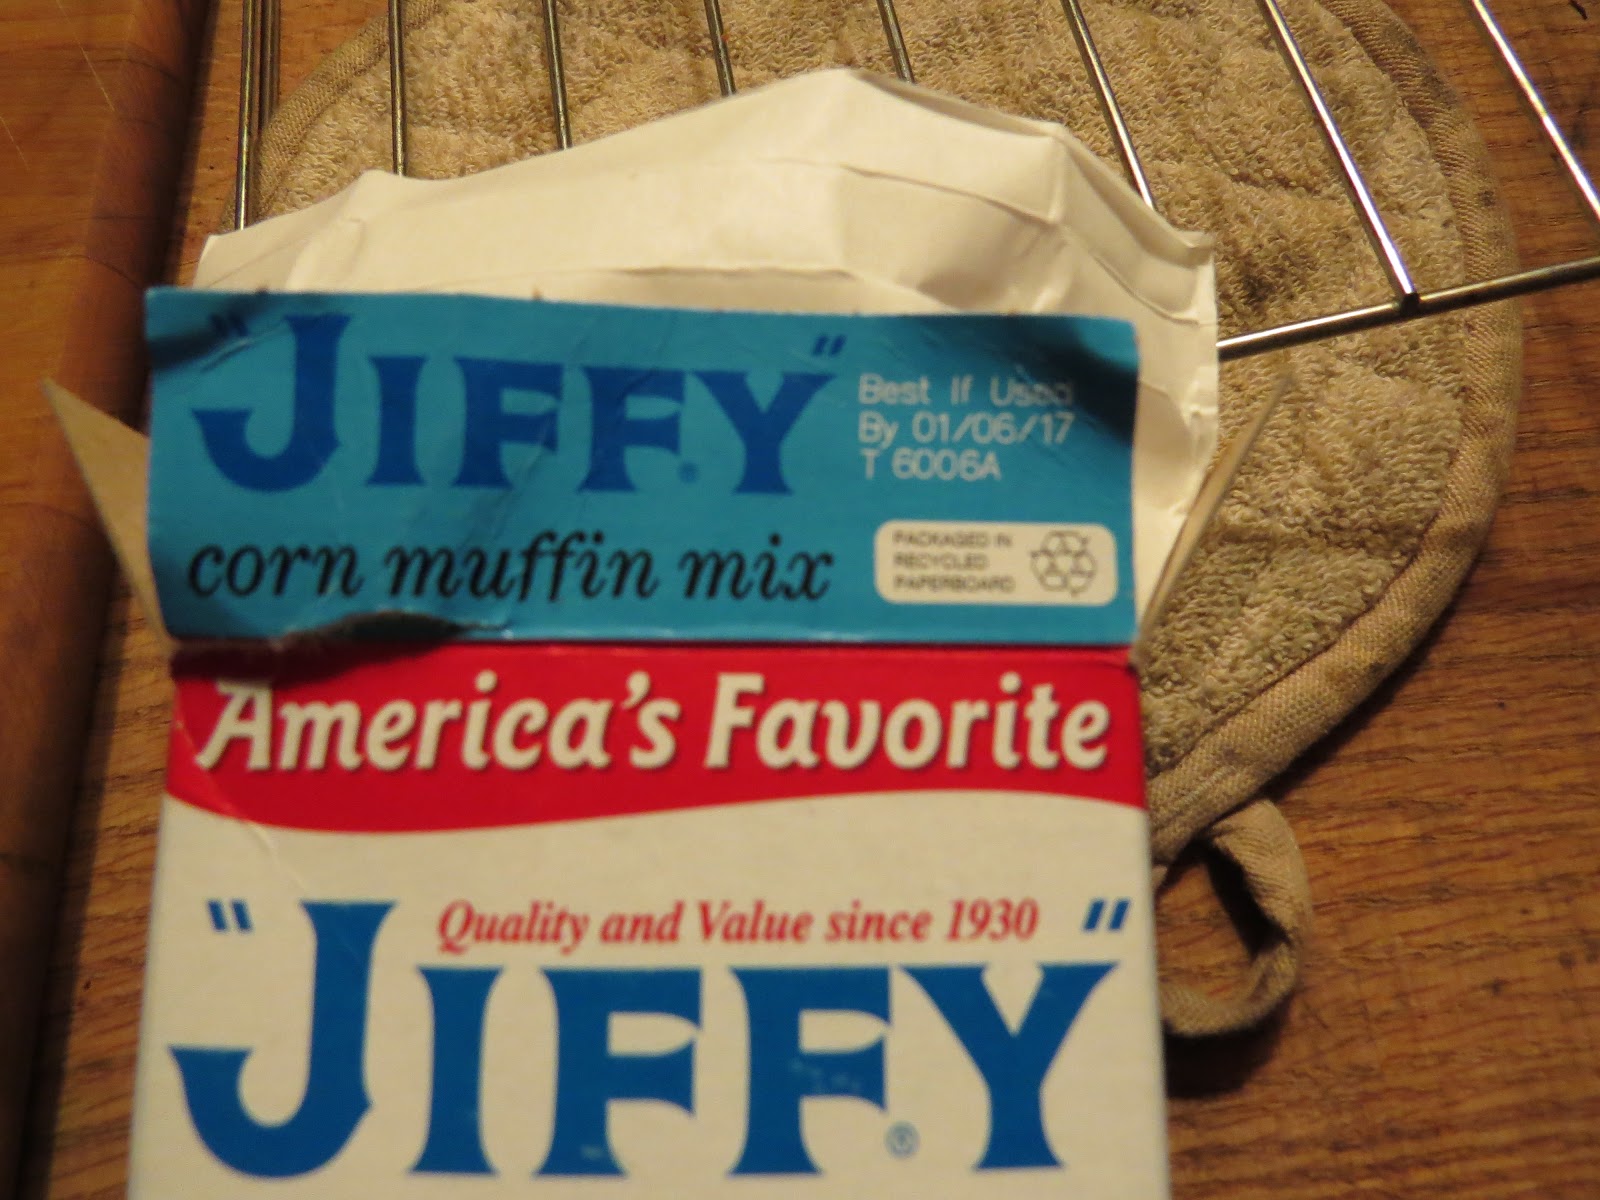 "JIFFY"
Best If Used
By 01/06/17
T 6006A
corn muffin mix
PACKAGED IN
RECYCLED
PAPERBOARD
America's Favorite
Quality and Value since 1930
"JIFFY"®